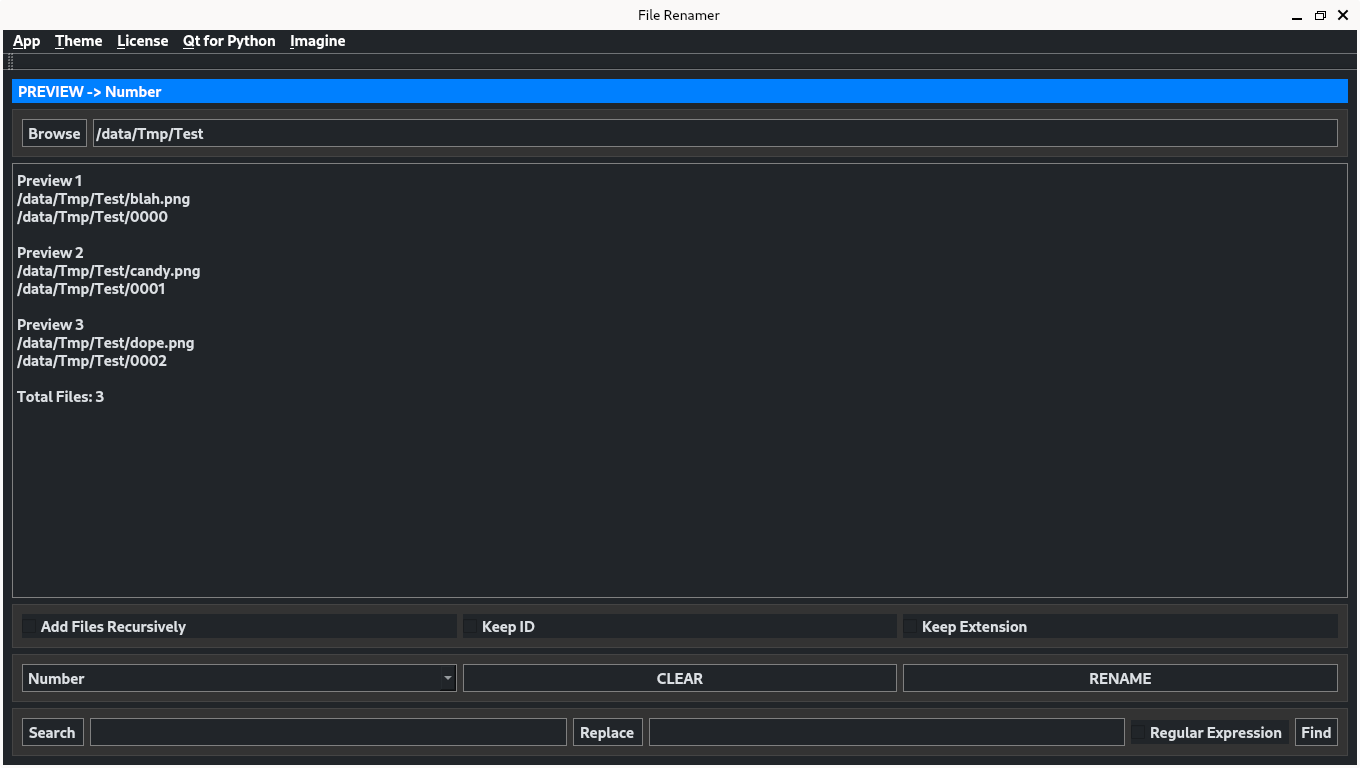 File Renamer
App Theme License Qt for Python Imagine
PREVIEW -> Number
Browse /data/Tmp/Test
Preview 1
/data/Tmp/Test/blah.png
/data/Tmp/Test/0000
Preview 2
/data/Tmp/Test/candy.png
/data/Tmp/Test/0001
Preview 3
/data/Tmp/Test/dope.png
/data/Tmp/Test/0002
Total Files: 3
Add Files Recursively Keep ID Keep Extension
Number CLEAR RENAME
Search Replace Regular Expression Find